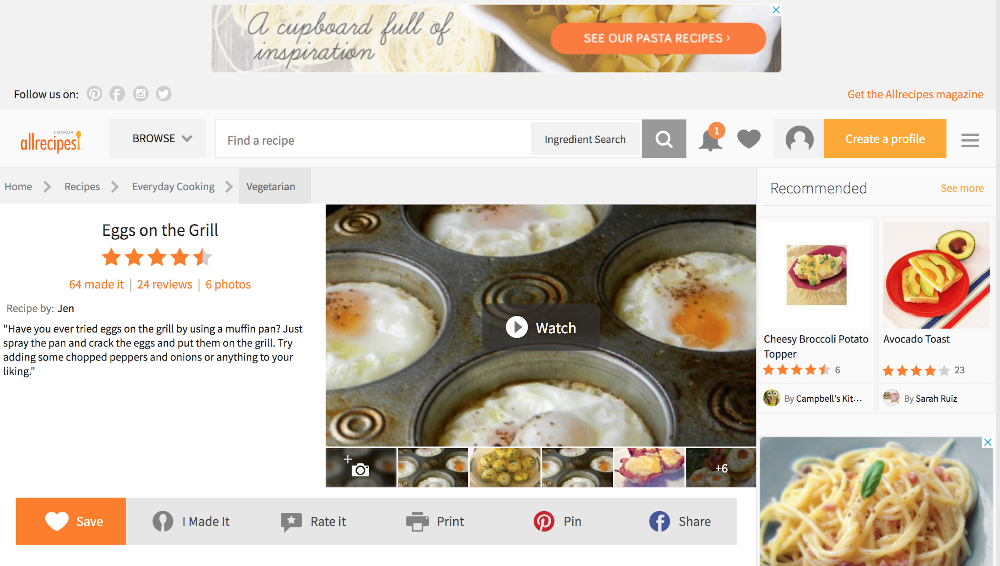 A cupboard full of
inspiration
SEE OUR PASTA RECIPES ›
Follow us on:
Get the Allrecipes magazine
CANADA
allrecipes
BROWSE
Find a recipe
Ingredient Search
1
Create a profile
Home
Recipes
Everyday Cooking
Vegetarian
Recommended
See more
Eggs on the Grill
64 made it | 24 reviews | 6 photos
Recipe by: Jen
"Have you ever tried eggs on the grill by using a muffin pan? Just
spray the pan and crack the eggs and put them on the grill. Try
adding some chopped peppers and onions or anything to your
liking."
Watch
+6
Cheesy Broccoli Potato
Topper
6
By Campbell's Kit...
Avocado Toast
23
By Sarah Ruiz
Save
I Made It
Rate it
Print
Pin
Share